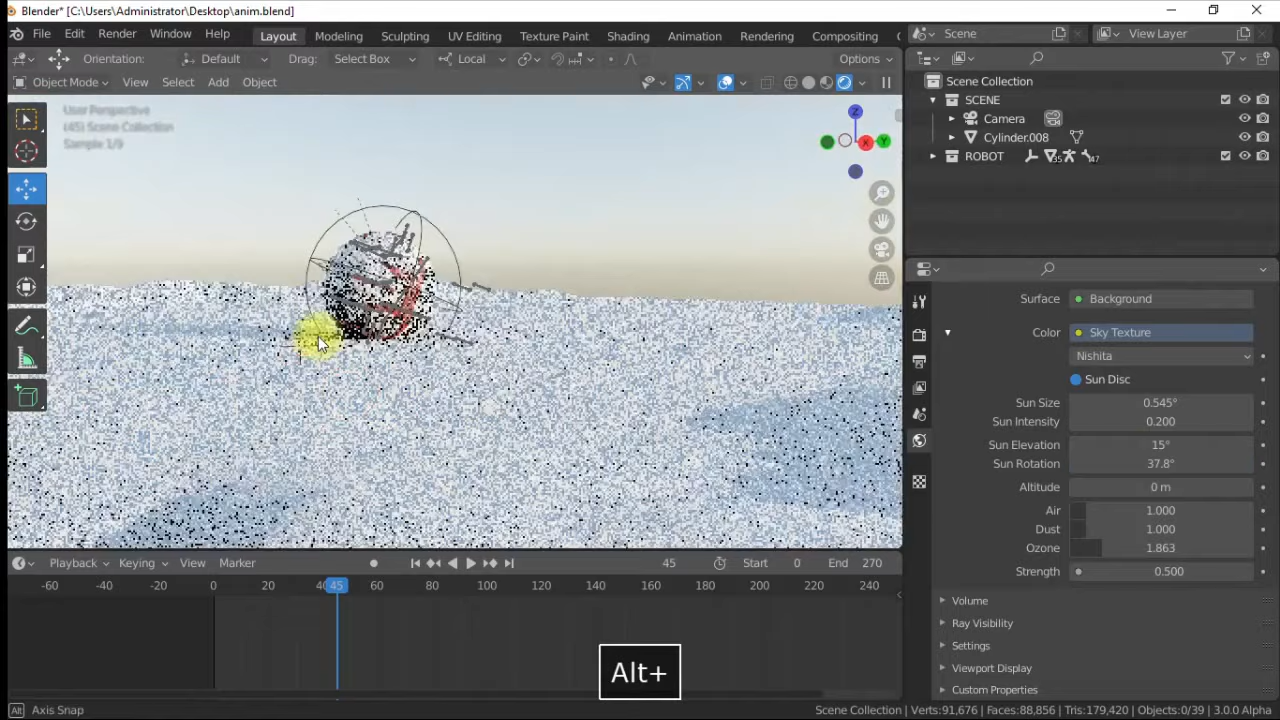 Blender* [C:\Users\Administrator\Desktop\anim.blend]
File Edit Render Window Help Layout Modeling Sculpting UV Editing Texture Paint Shading Animation Rendering Compositing Scene View Layer
Orientation: Default Drag: Select Box Local Options
Object Mode View Select Add Object
User Perspective
(45) Scene Collection
Sample 1/9
Z
X
Y
Scene Collection
SCENE
Camera
Cylinder.008
ROBOT 35 47
Surface Background
Color Sky Texture
Nishita
Sun Disc
Sun Size 0.545°
Sun Intensity 0.200
Sun Elevation 15°
Sun Rotation 37.8°
Altitude 0 m
Air 1.000
Dust 1.000
Ozone 1.863
Strength 0.500
Volume
Ray Visibility
Settings
Viewport Display
Custom Properties
Playback Keying View Marker 45 Start 0 End 270
-60 -40 -20 0 20 45 60 80 100 120 140 160 180 200 220 240
Alt+
Alt Axis Snap Scene Collection | Verts:91,676 | Faces:88,856 | Tris:179,420 | Objects:0/39 | 3.0.0 Alpha